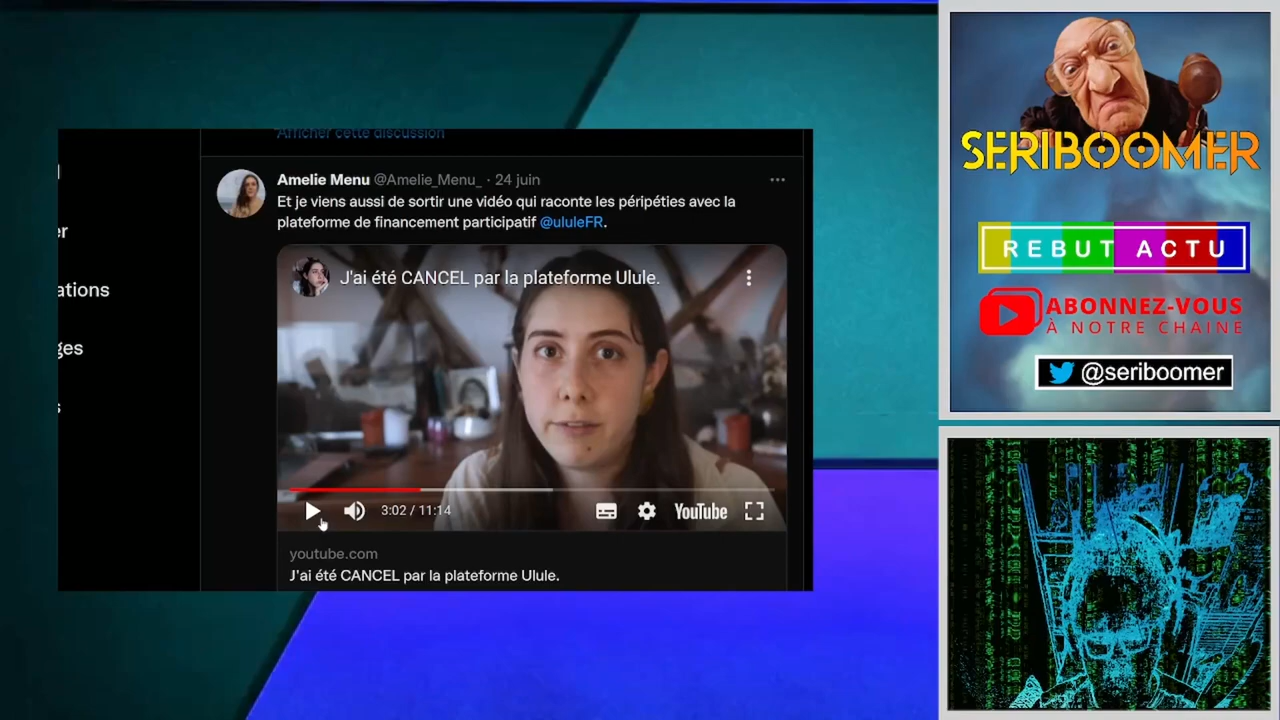 Afficher cette discussion
Amelie Menu @Amelie_Menu_ · 24 juin
Et je viens aussi de sortir une vidéo qui raconte les péripéties avec la
plateforme de financement participatif @ululeFR.
J'ai été CANCEL par la plateforme Ulule.
3:02 / 11:14
YouTube
youtube.com
J'ai été CANCEL par la plateforme Ulule.
er
ations
ges
s
SERIBOOMER
REBUT ACTU
ABONNEZ-VOUS
À NOTRE CHAINE
@seriboomer